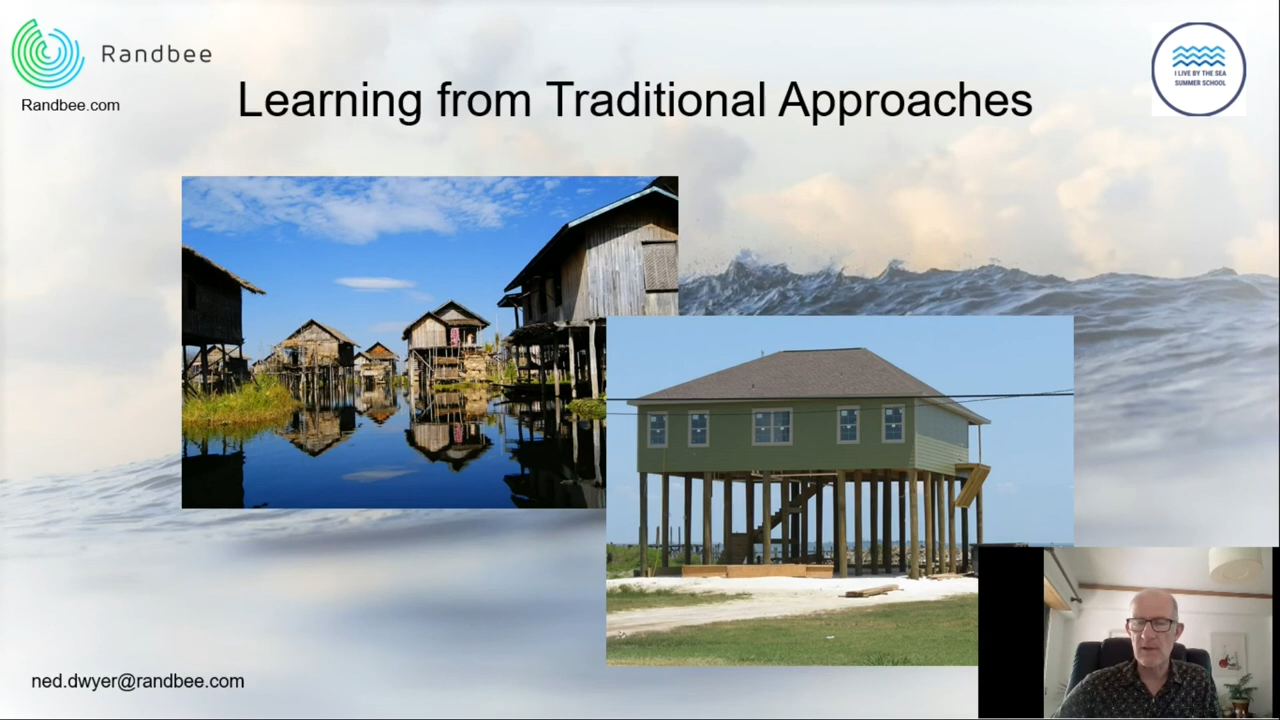 Randbee
Randbee.com
Learning from Traditional Approaches
I LIVE BY THE SEA
SUMMER SCHOOL
ned.dwyer@randbee.com